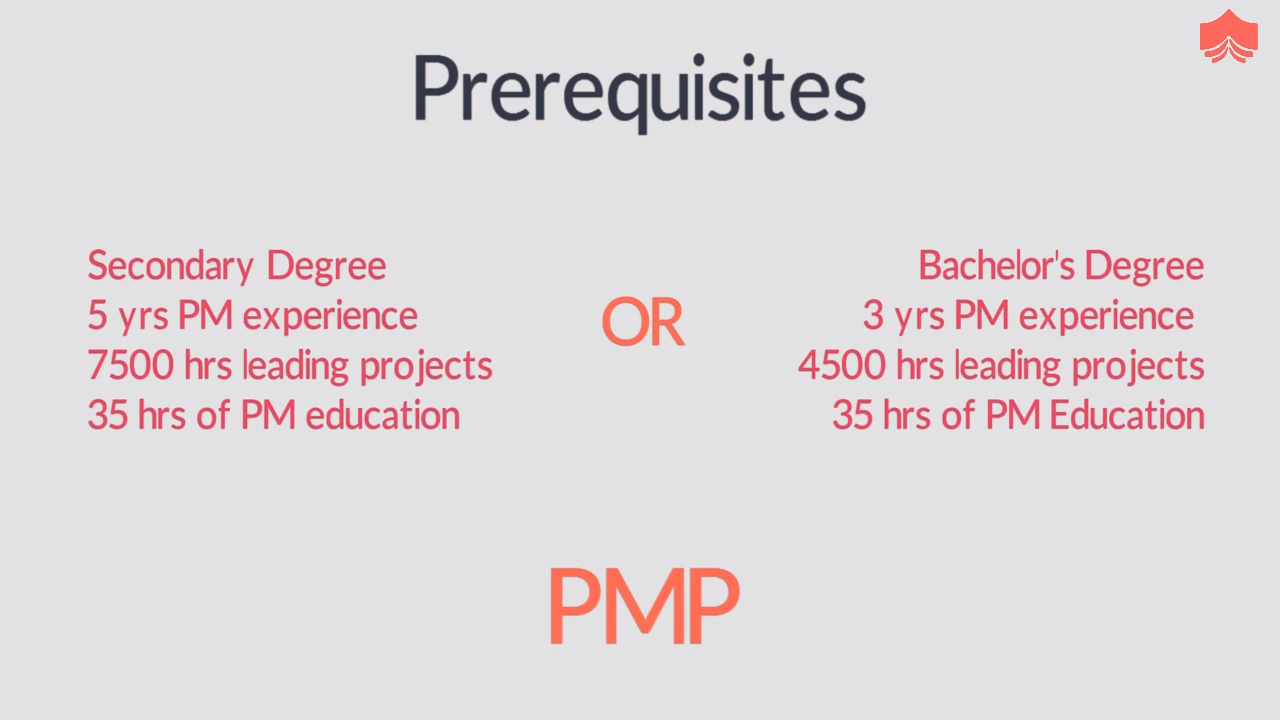 Prerequisites
Secondary Degree
5 yrs PM experience
7500 hrs leading projects
35 hrs of PM education
OR
Bachelor's Degree
3 yrs PM experience
4500 hrs leading projects
35 hrs of PM Education
PMP